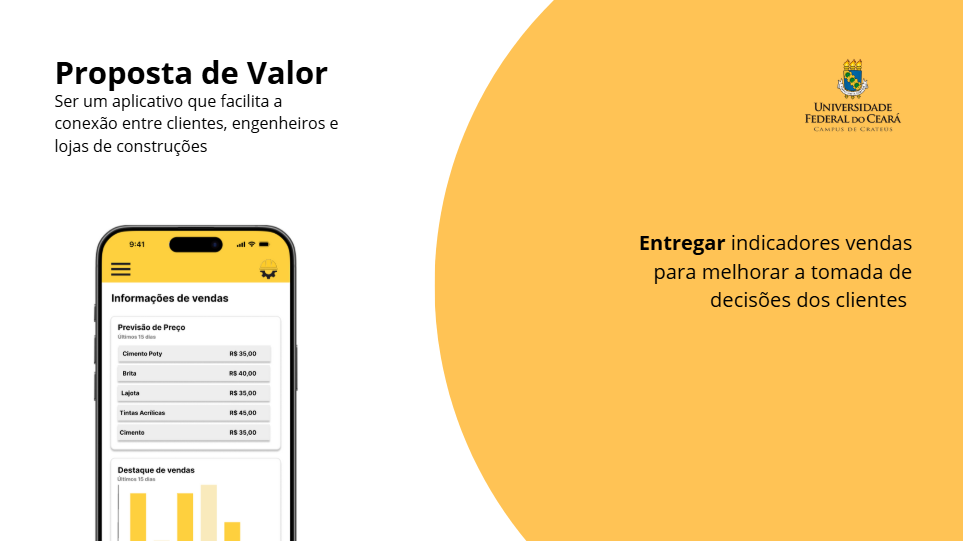 Proposta de Valor
Ser um aplicativo que facilita a
conexão entre clientes, engenheiros e
lojas de construções
UNIVERSIDADE
FEDERAL DO CEARÁ
CAMPUS DE CRATEÚS
Entregar indicadores vendas
para melhorar a tomada de
decisões dos clientes
9:41
Informações de vendas
Previsão de Preço
Últimos 15 dias
Cimento Poty R$ 35,00
Brita R$ 40,00
Lajota R$ 35,00
Tintas Acrílicas R$ 45,00
Cimento R$ 35,00
Destaque de vendas
Últimos 15 dias